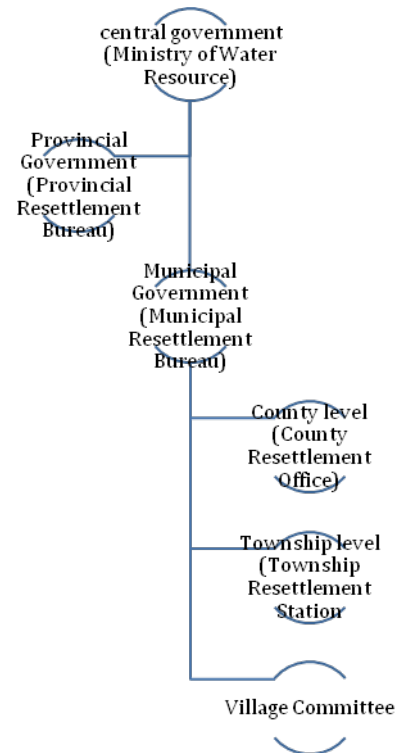 central government
(Ministry of Water
Resource)
Provincial
Government
(Provincial
Resettlement
Bureau)
Municipal
Government
(Municipal
Resettlement
Bureau)
County level
(County
Resettlement
Office)
Township level
(Township
Resettlement
Station
Village Committee